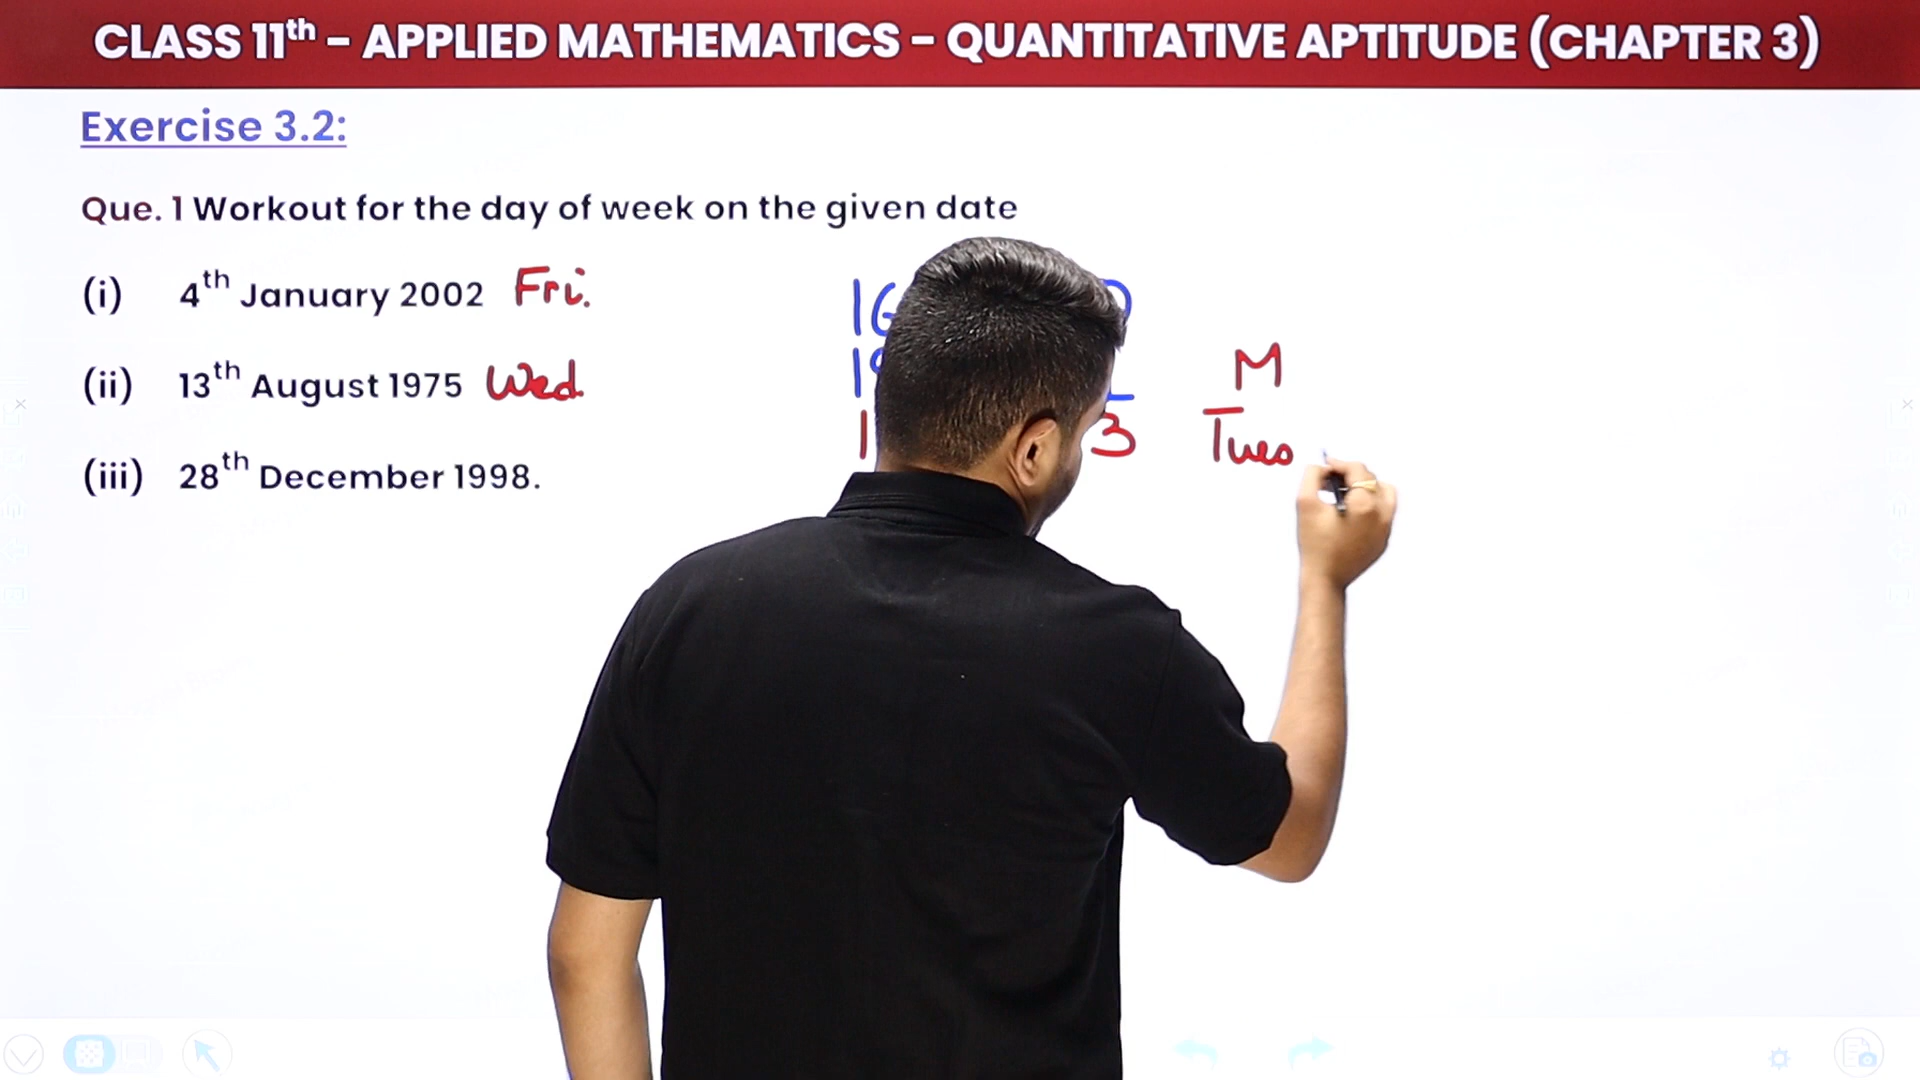 CLASS 11th - APPLIED MATHEMATICS - QUANTITATIVE APTITUDE (CHAPTER 3)
Exercise 3.2:
Que. 1 Workout for the day of week on the given date
(i) 4th January 2002 Fri.
(ii) 13th August 1975 Wed.
(iii) 28th December 1998.
M
3 Tues